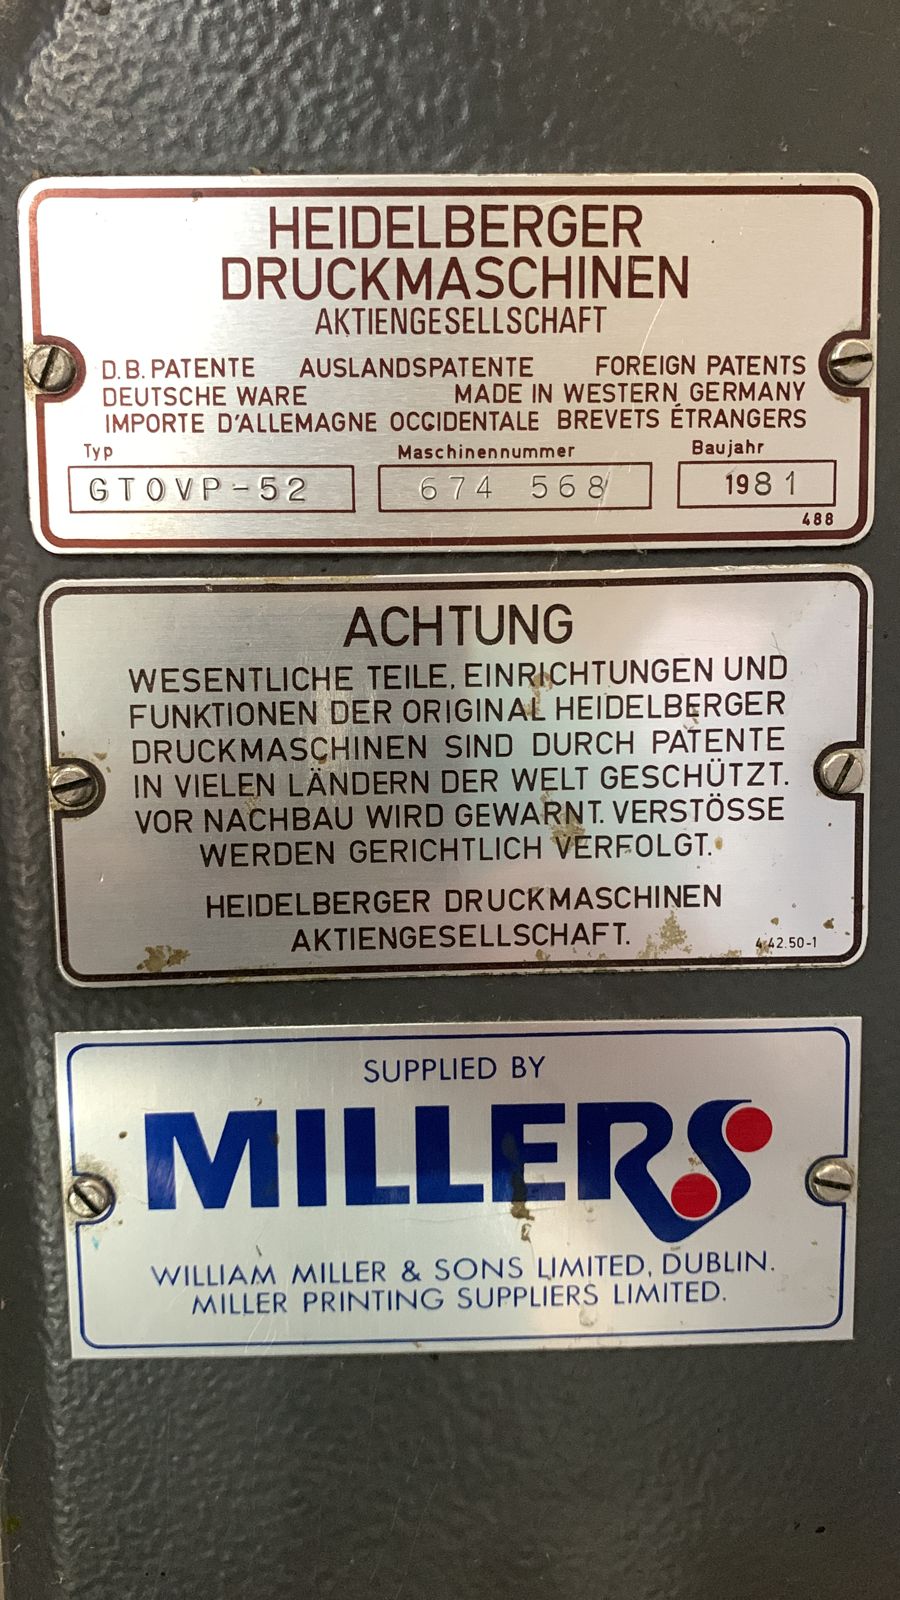 HEIDELBERGER
DRUCKMASCHINEN
AKTIENGESELLSCHAFT
D.B. PATENTE AUSLANDSPATENTE FOREIGN PATENTS
DEUTSCHE WARE MADE IN WESTERN GERMANY
IMPORTE D'ALLEMAGNE OCCIDENTALE BREVETS ÉTRANGERS
Typ Maschinennummer Baujahr
GTOVP-52 674 568 1981
488
ACHTUNG
WESENTLICHE TEILE, EINRICHTUNGEN UND
FUNKTIONEN DER ORIGINAL HEIDELBERGER
DRUCKMASCHINEN SIND DURCH PATENTE
IN VIELEN LÄNDERN DER WELT GESCHÜTZT.
VOR NACHBAU WIRD GEWARNT. VERSTÖSSE
WERDEN GERICHTLICH VERFOLGT.
HEIDELBERGER DRUCKMASCHINEN
AKTIENGESELLSCHAFT.
4.42.50-1
SUPPLIED BY
MILLERS
WILLIAM MILLER & SONS LIMITED, DUBLIN.
MILLER PRINTING SUPPLIERS LIMITED.